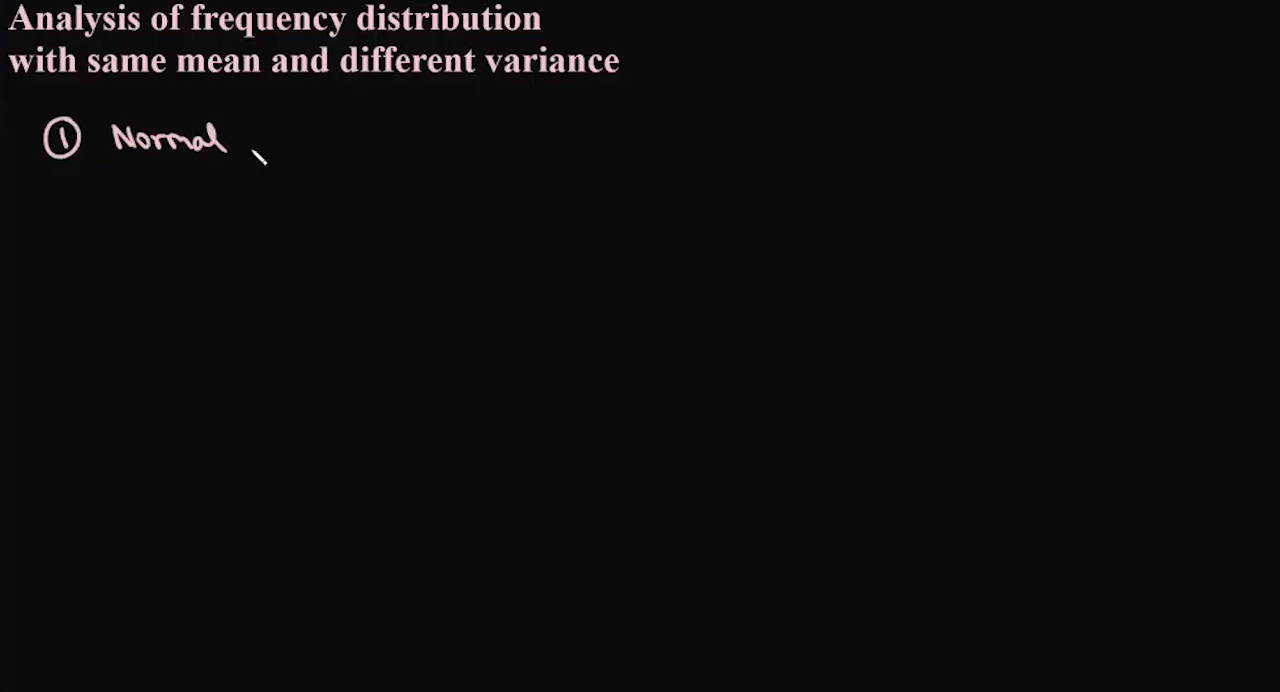 Analysis of frequency distribution
with same mean and different variance
① Normal